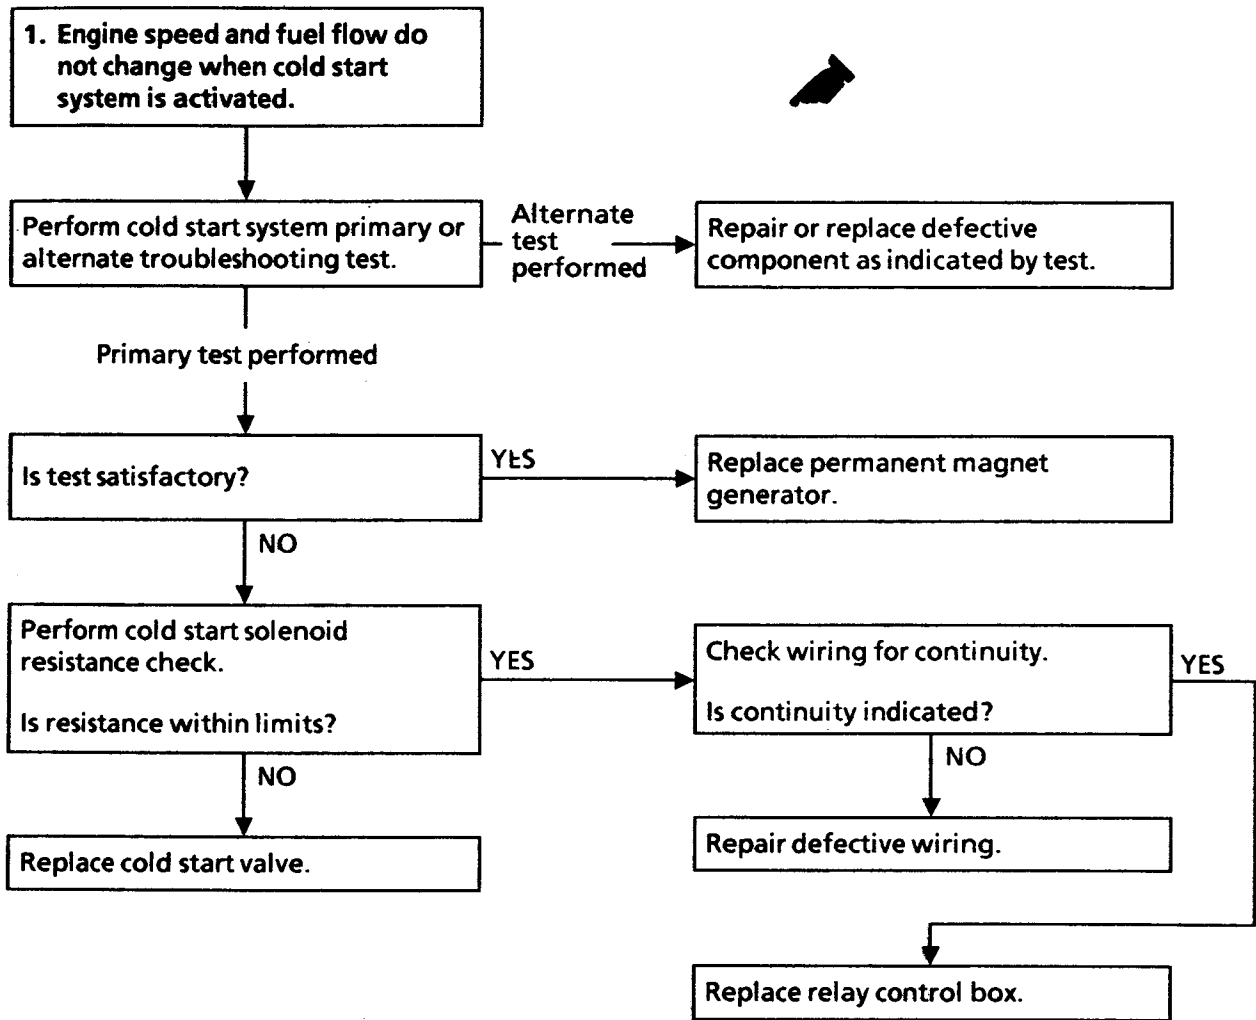 1. Engine speed and fuel flow do
not change when cold start
system is activated.
Perform cold start system primary or
alternate troubleshooting test.
Alternate
test
performed
Repair or replace defective
component as indicated by test.
Primary test performed
Is test satisfactory?
YES
Replace permanent magnet
generator.
NO
Perform cold start solenoid
resistance check.
Is resistance within limits?
YES
Check wiring for continuity.
Is continuity indicated?
YES
NO
NO
Replace cold start valve.
Repair defective wiring.
Replace relay control box.